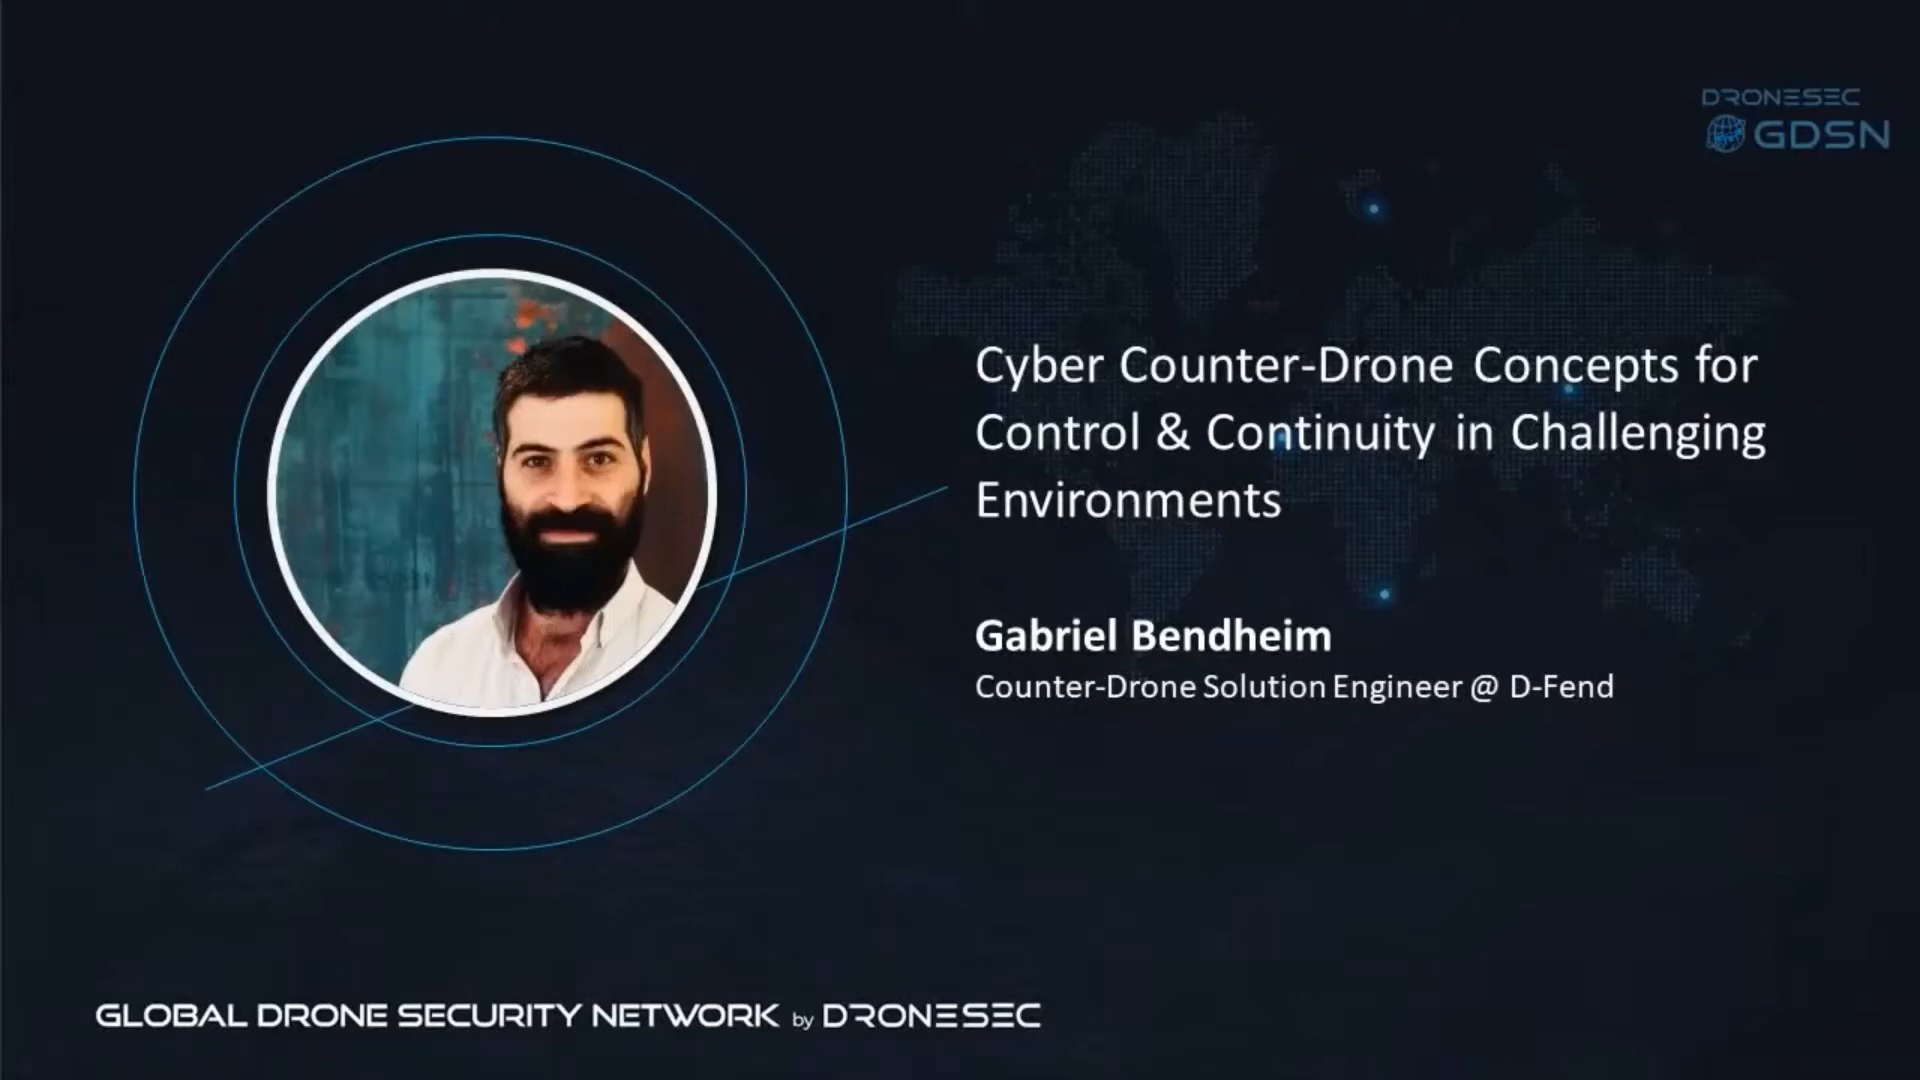 DRONESEC
GDSN
Cyber Counter-Drone Concepts for
Control & Continuity in Challenging
Environments
Gabriel Bendheim
Counter-Drone Solution Engineer @ D-Fend
GLOBAL DRONE SECURITY NETWORK by DRONESEC